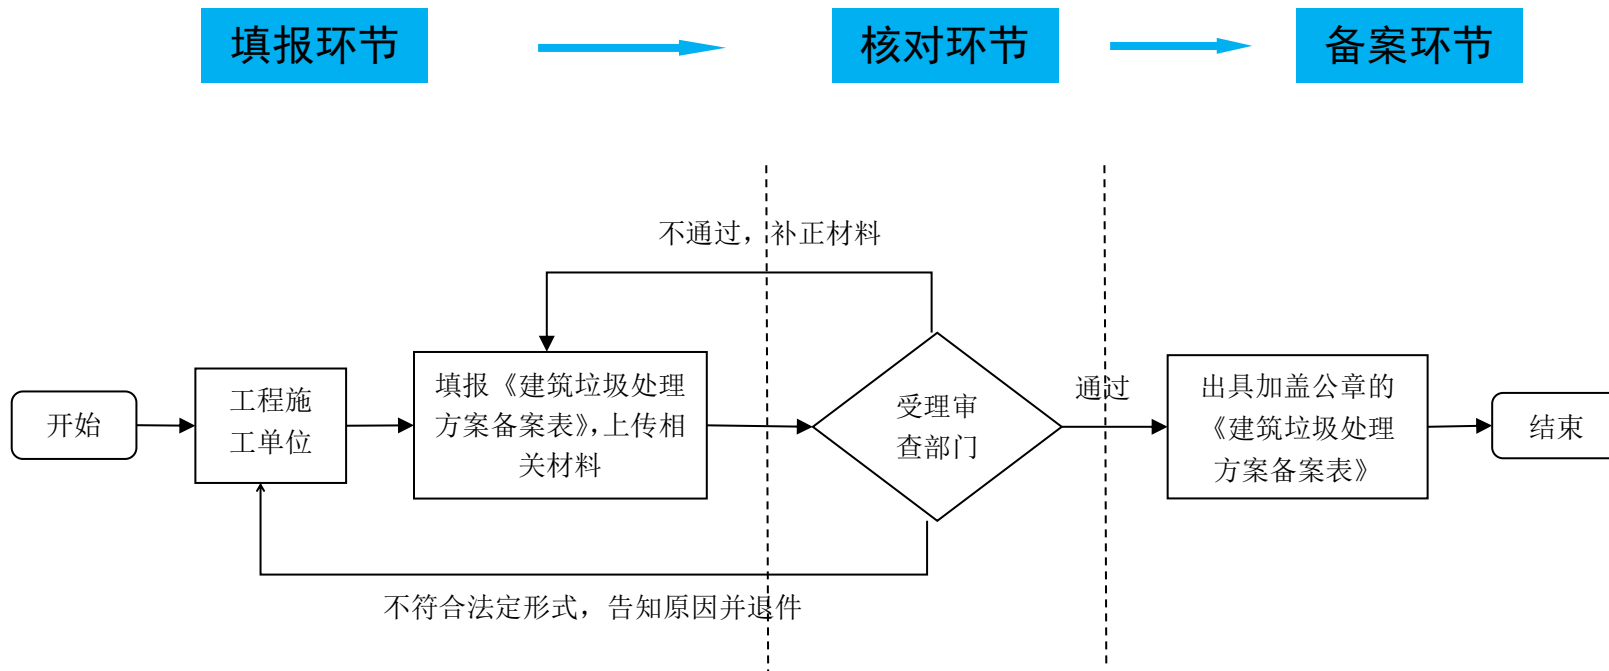 填报环节
核对环节
备案环节
不通过，补正材料
开始
工程施
工单位
填报《建筑垃圾处理
方案备案表》，上传相
关材料
受理审
查部门
通过
出具加盖公章的
《建筑垃圾处理
方案备案表》
结束
不符合法定形式，告知原因并退件